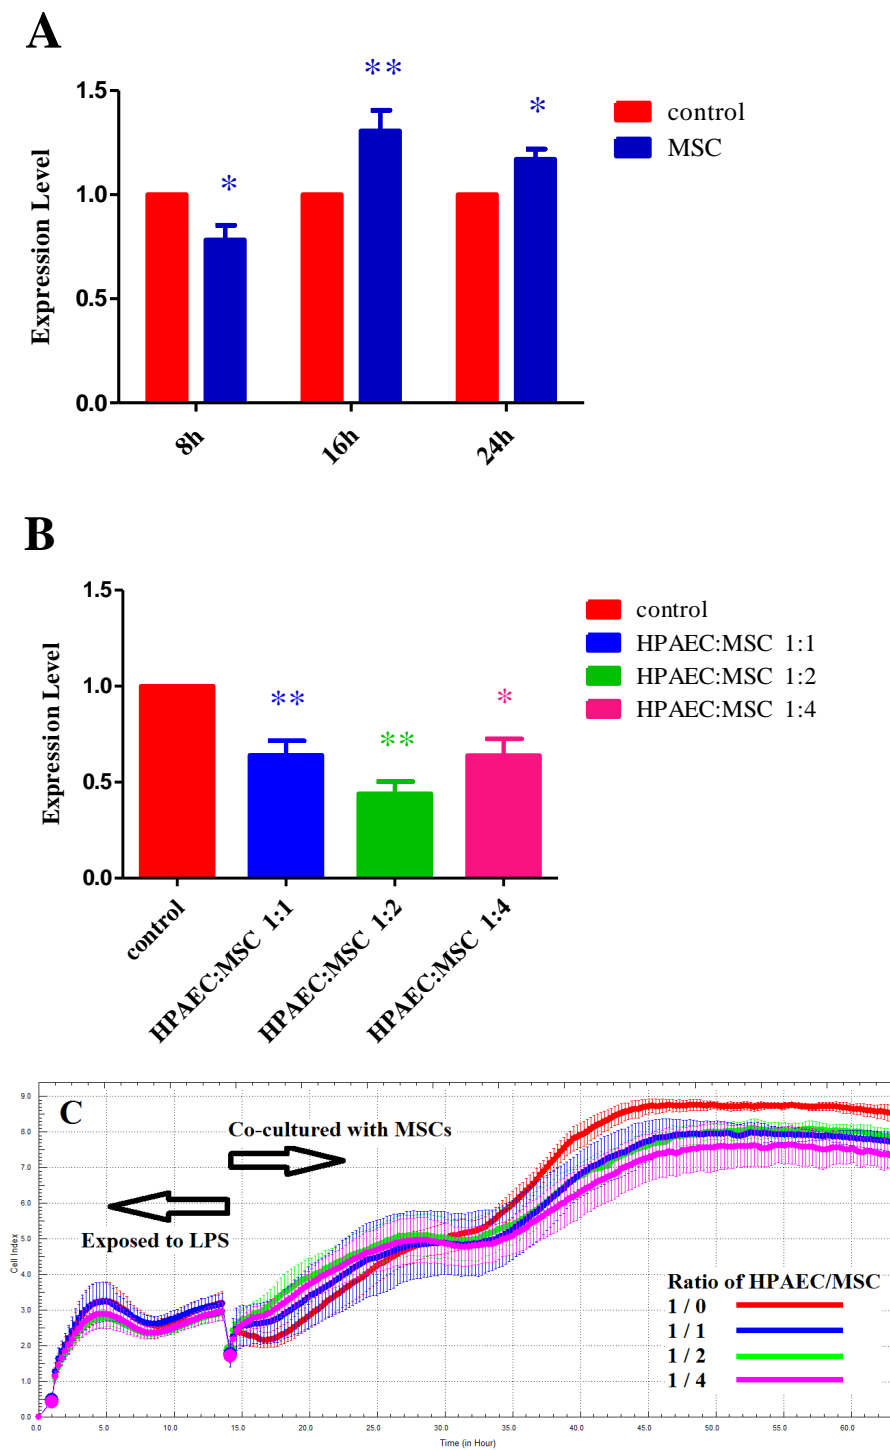 A
Expression Level
1.5
1.0
0.5
0.0
* ** *
control
MSC
8h 16h 24h
B
Expression Level
1.5
1.0
0.5
0.0
** ** *
control
HPAEC:MSC 1:1
HPAEC:MSC 1:2
HPAEC:MSC 1:4
control HPAEC:MSC 1:1 HPAEC:MSC 1:2 HPAEC:MSC 1:4
C
Co-cultured with MSCs
Exposed to LPS
Cell Index
9.0
8.0
7.0
6.0
5.0
4.0
3.0
2.0
1.0
0.0
Ratio of HPAEC/MSC
1 / 0
1 / 1
1 / 2
1 / 4
0.0 5.0 10.0 15.0 20.0 25.0 30.0 35.0 40.0 45.0 50.0 55.0 60.0
Time (in Hour)